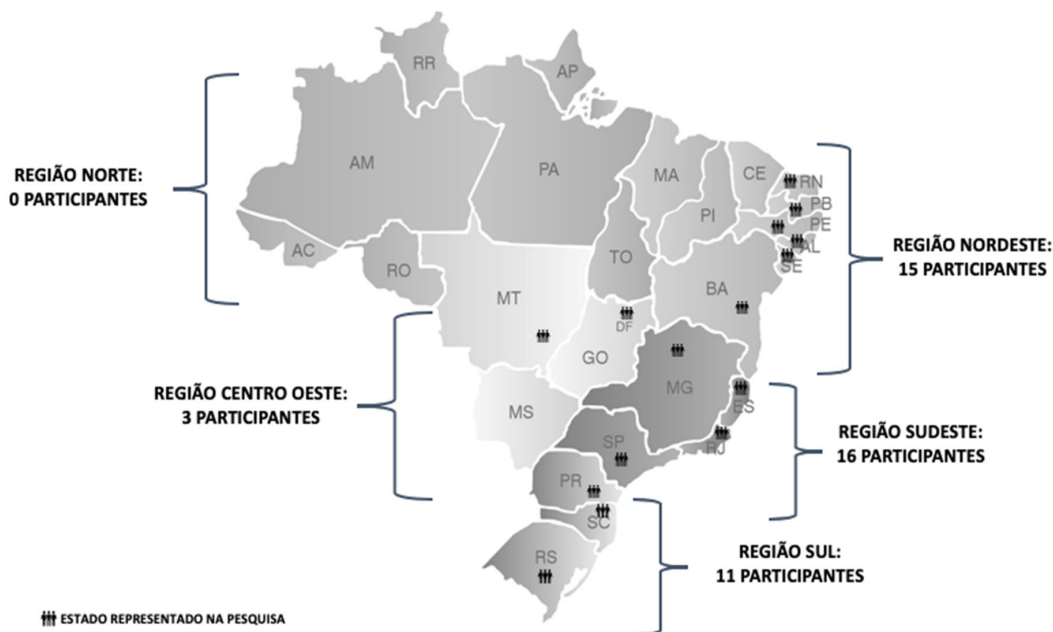 RR
AP
AM
PA
MA
CE
RN
PB
PI
PE
AL
SE
AC
TO
RO
BA
MT
DF
GO
MG
MS
ES
SP
RJ
PR
SC
RS
REGIÃO NORTE:
0 PARTICIPANTES
REGIÃO NORDESTE:
15 PARTICIPANTES
REGIÃO CENTRO OESTE:
3 PARTICIPANTES
REGIÃO SUDESTE:
16 PARTICIPANTES
REGIÃO SUL:
11 PARTICIPANTES
ESTADO REPRESENTADO NA PESQUISA